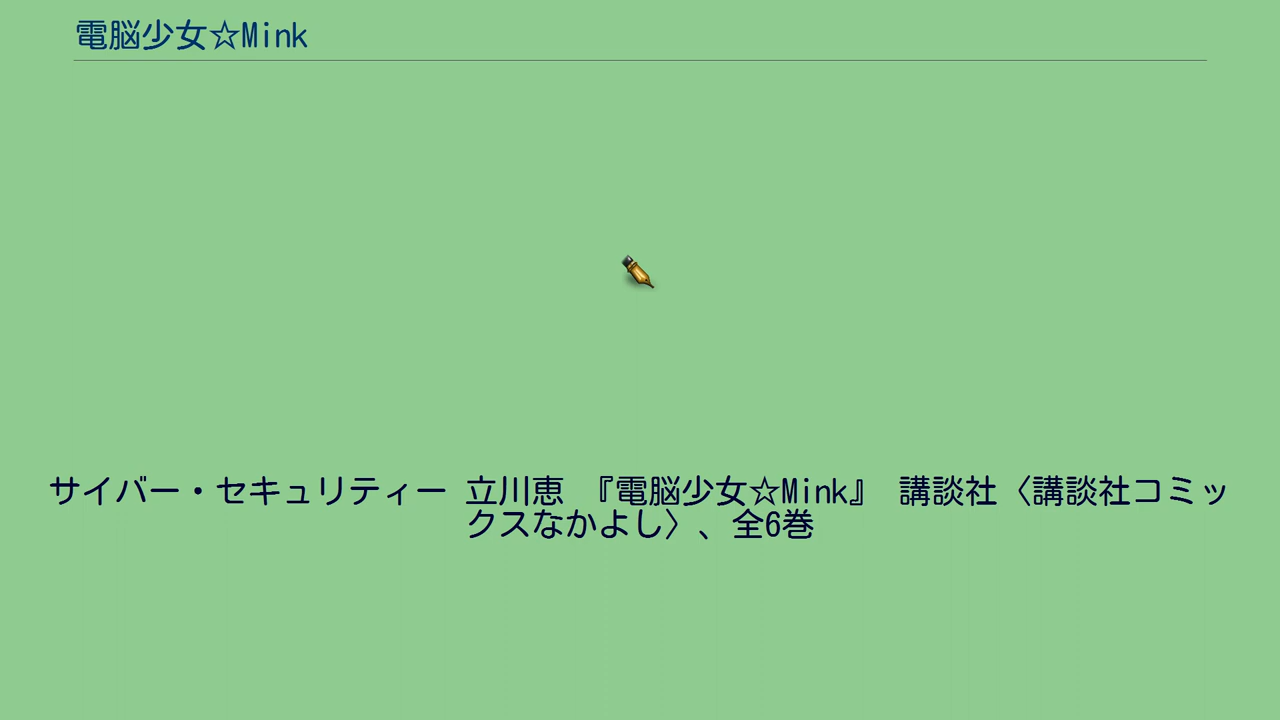 電脳少女☆Mink
サイバー・セキュリティー 立川恵 『電脳少女☆Mink』 講談社〈講談社コミッ
クスなかよし〉、全6巻